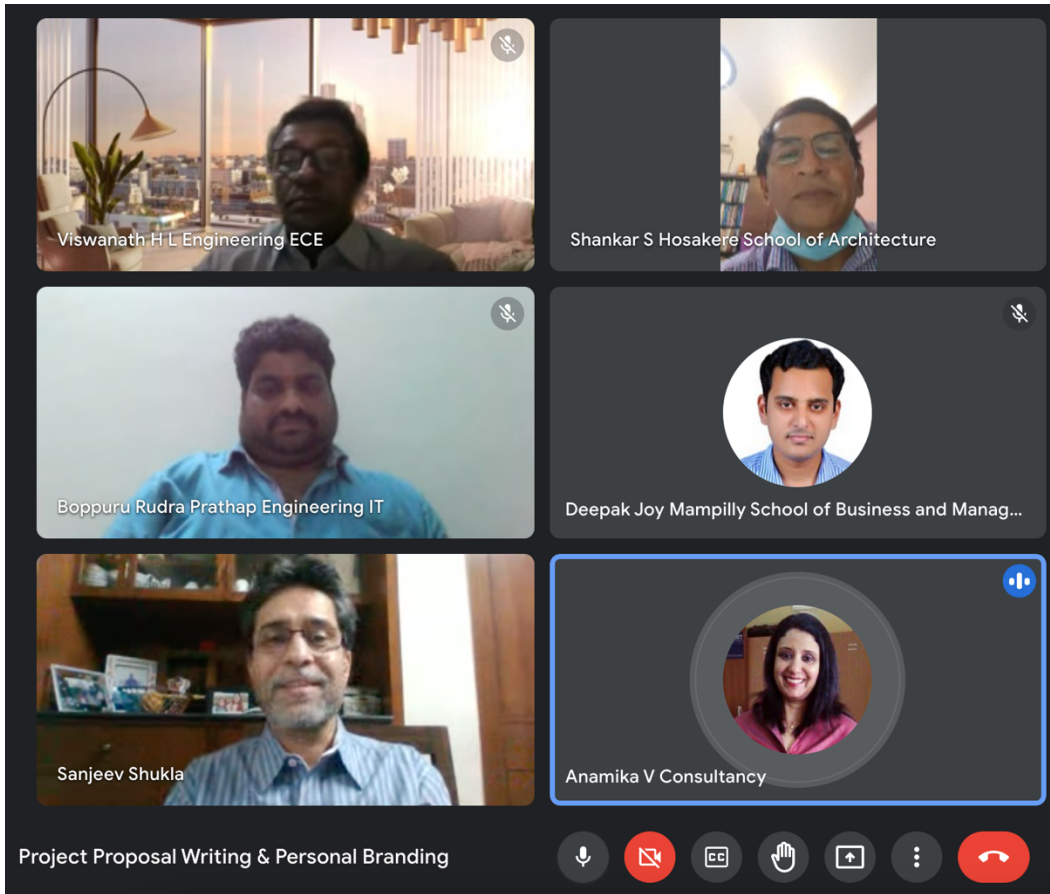 Viswanath H L Engineering ECE
Shankar S Hosakere School of Architecture
Boppuru Rudra Prathap Engineering IT
Deepak Joy Mampilly School of Business and Manag...
Sanjeev Shukla
Anamika V Consultancy
Project Proposal Writing & Personal Branding
CC